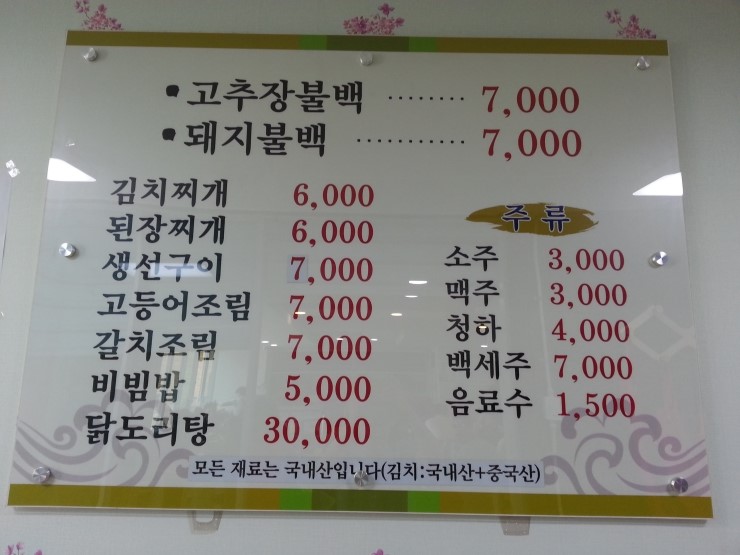 • 고추장불백 ········ 7,000
• 돼지불백 ··········· 7,000
김치찌개 6,000
된장찌개 6,000
생선구이 7,000
고등어조림 7,000
갈치조림 7,000
비빔밥 5,000
닭도리탕 30,000
주류
소주 3,000
맥주 3,000
청하 4,000
백세주 7,000
음료수 1,500
모든 재료는 국내산입니다(김치:국내산+중국산)